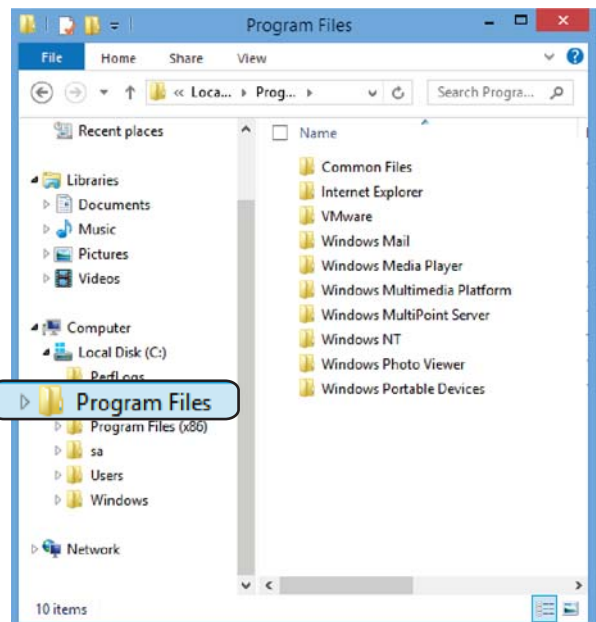 Program Files
File Home Share View
« Loca... Prog... Search Progra...
Recent places
Libraries
Documents
Music
Pictures
Videos
Computer
Local Disk (C:)
PerfLogs
Program Files
Program Files (x86)
sa
Users
Windows
Network
Name
Common Files
Internet Explorer
VMware
Windows Mail
Windows Media Player
Windows Multimedia Platform
Windows MultiPoint Server
Windows NT
Windows Photo Viewer
Windows Portable Devices
10 items